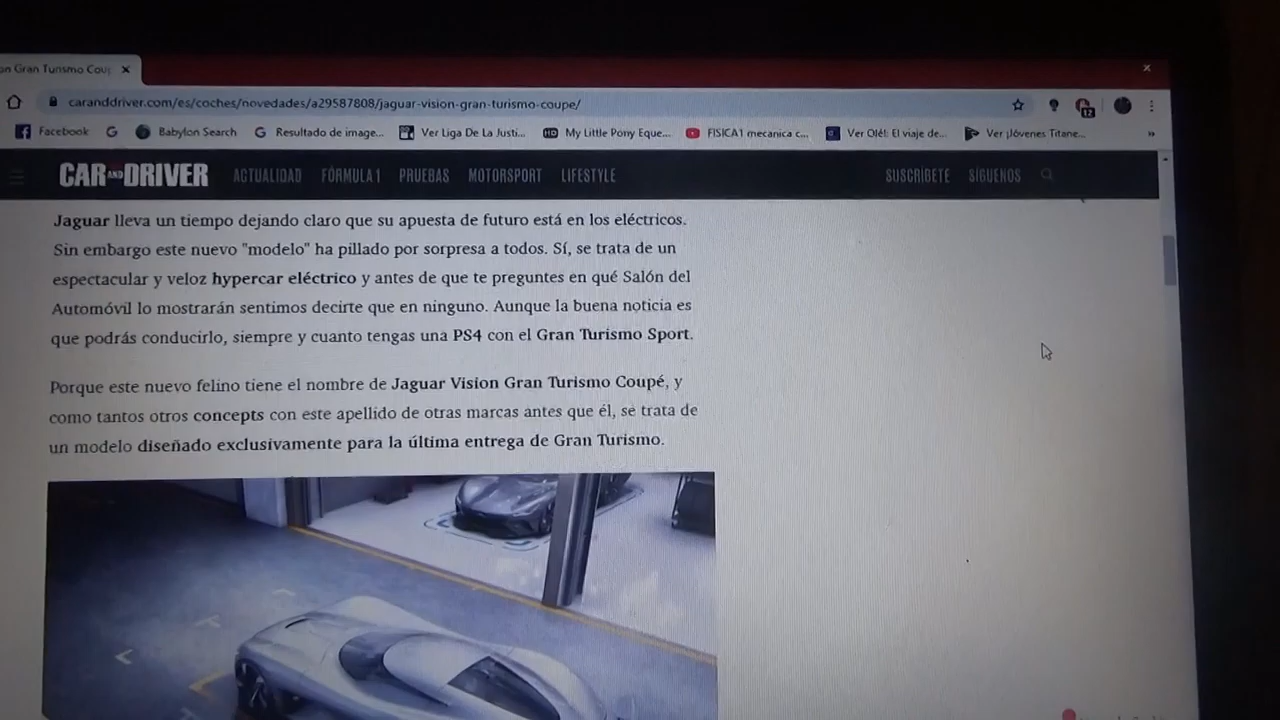 on Gran Turismo Coup
caranddriver.com/es/coches/novedades/a29587808/jaguar-vision-gran-turismo-coupe/
12
Facebook
Babylon Search
Resultado de image...
Ver Liga De La Justi...
HD My Little Pony Eque...
FISICA1 mecanica c...
Ver Olé!: El viaje de...
Ver ¡Jóvenes Titane...
CAR AND DRIVER
ACTUALIDAD FÓRMULA 1 PRUEBAS MOTORSPORT LIFESTYLE
SUSCRÍBETE SÍGUENOS
Jaguar lleva un tiempo dejando claro que su apuesta de futuro está en los eléctricos.
Sin embargo este nuevo "modelo" ha pillado por sorpresa a todos. Sí, se trata de un
espectacular y veloz hypercar eléctrico y antes de que te preguntes en qué Salón del
Automóvil lo mostrarán sentimos decirte que en ninguno. Aunque la buena noticia es
que podrás conducirlo, siempre y cuanto tengas una PS4 con el Gran Turismo Sport.
Porque este nuevo felino tiene el nombre de Jaguar Vision Gran Turismo Coupé, y
como tantos otros concepts con este apellido de otras marcas antes que él, se trata de
un modelo diseñado exclusivamente para la última entrega de Gran Turismo.